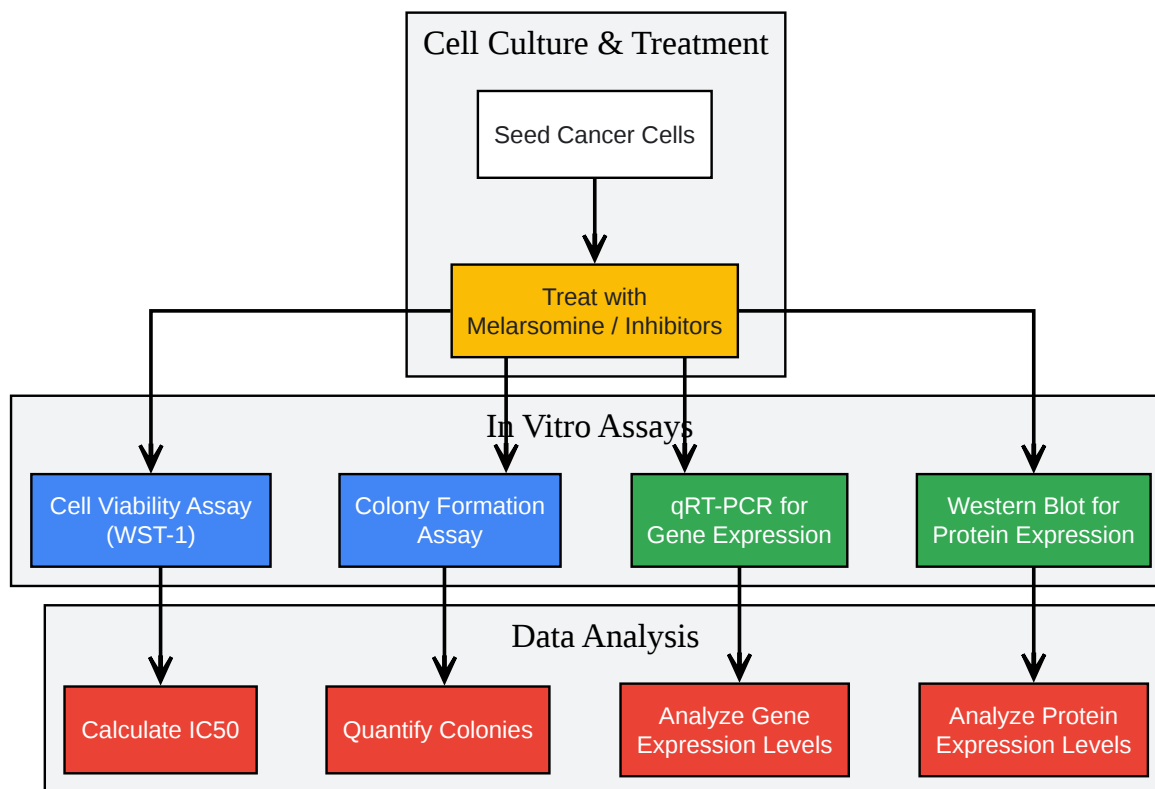 Cell Culture & Treatment
Seed Cancer Cells
Treat with
Melarsomine / Inhibitors
In Vitro Assays
Cell Viability Assay
(WST-1)
Colony Formation
Assay
qRT-PCR for
Gene Expression
Western Blot for
Protein Expression
Data Analysis
Calculate IC50
Quantify Colonies
Analyze Gene
Expression Levels
Analyze Protein
Expression Levels